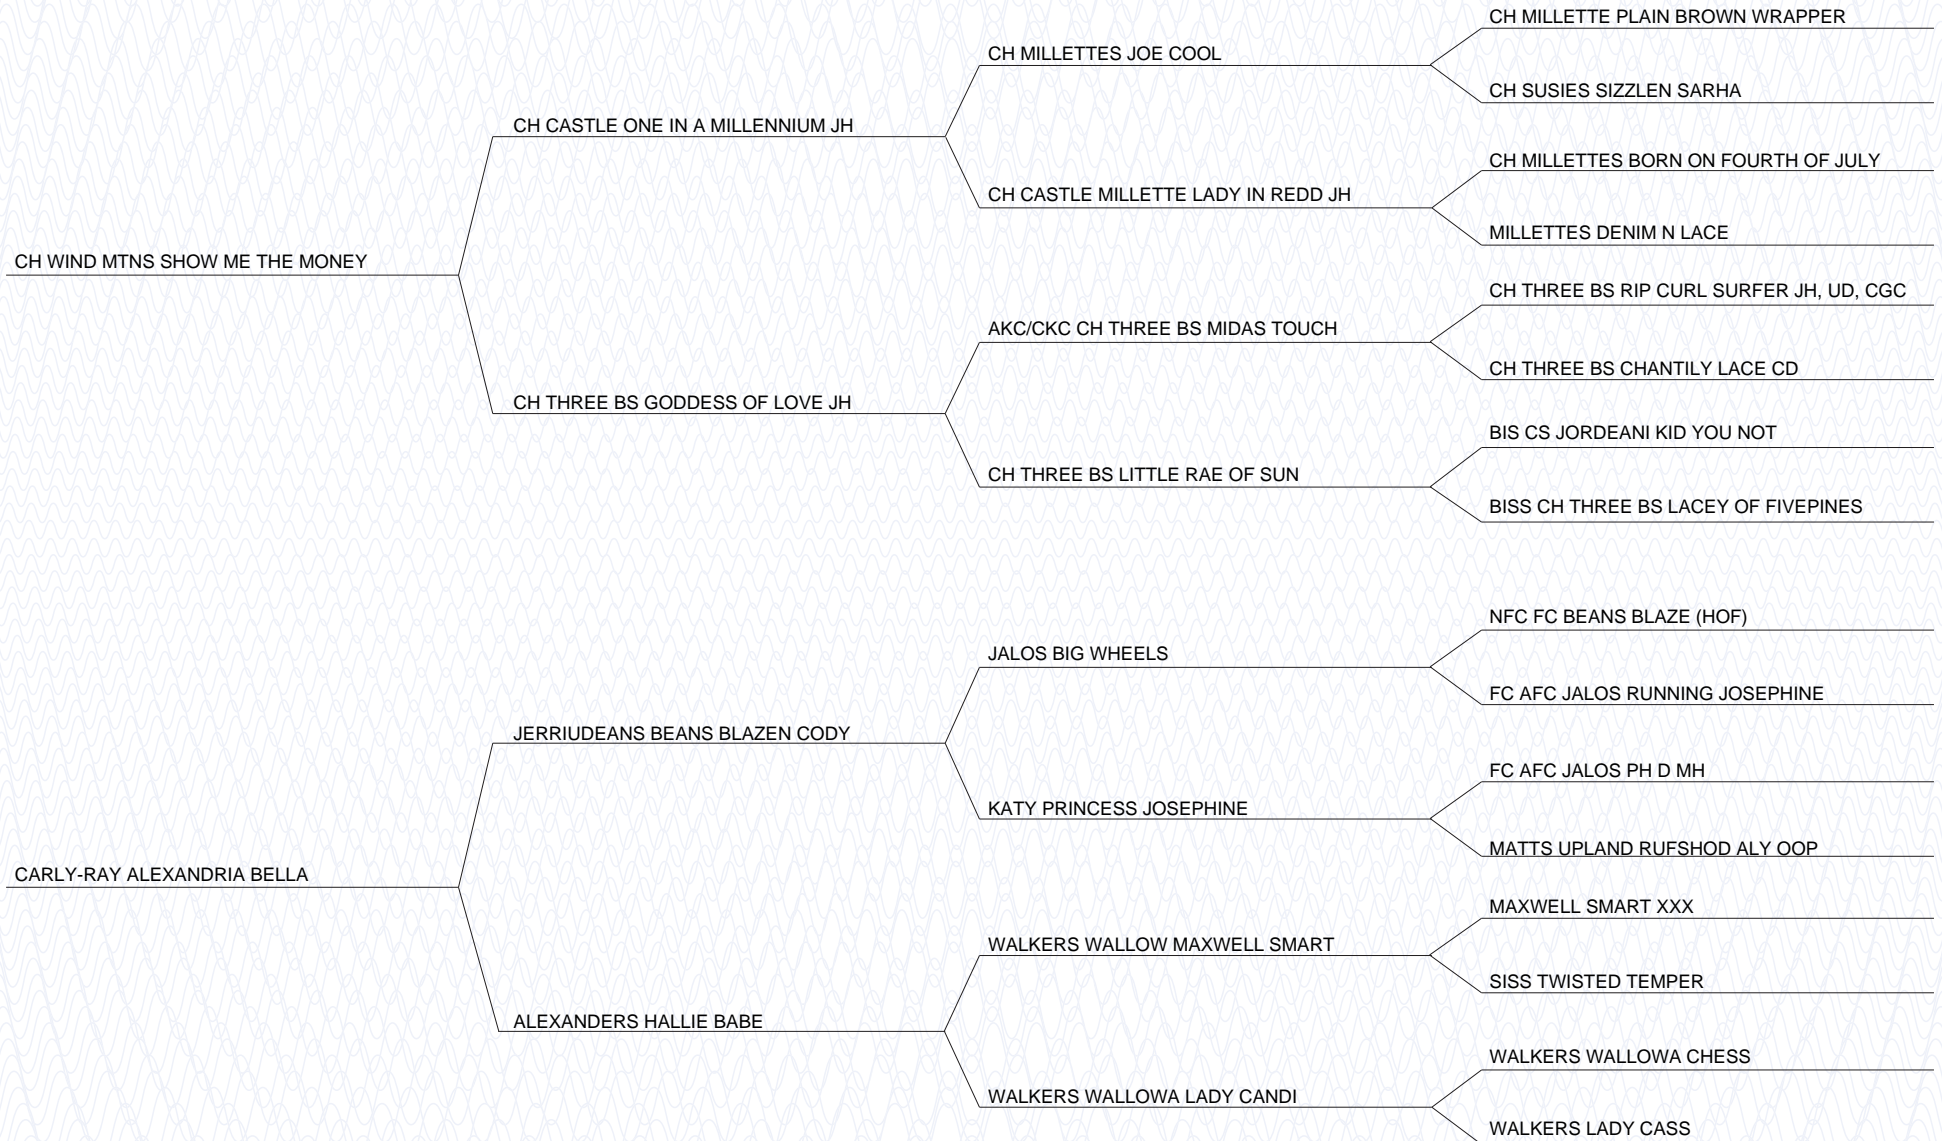 CH MILLETTE PLAIN BROWN WRAPPER
CH MILLETTES JOE COOL
CH SUSIES SIZZLEN SARHA
CH CASTLE ONE IN A MILLENNIUM JH
CH MILLETTES BORN ON FOURTH OF JULY
CH CASTLE MILLETTE LADY IN REDD JH
MILLETTES DENIM N LACE
CH WIND MTNS SHOW ME THE MONEY
CH THREE BS RIP CURL SURFER JH, UD, CGC
AKC/CKC CH THREE BS MIDAS TOUCH
CH THREE BS CHANTILY LACE CD
CH THREE BS GODDESS OF LOVE JH
BIS CS JORDEANI KID YOU NOT
CH THREE BS LITTLE RAE OF SUN
BISS CH THREE BS LACEY OF FIVEPINES
NFC FC BEANS BLAZE (HOF)
JALOS BIG WHEELS
FC AFC JALOS RUNNING JOSEPHINE
JERRIUDEANS BEANS BLAZEN CODY
FC AFC JALOS PH D MH
KATY PRINCESS JOSEPHINE
MATTS UPLAND RUFSHOD ALY OOP
CARLY-RAY ALEXANDRIA BELLA
MAXWELL SMART XXX
WALKERS WALLOW MAXWELL SMART
SISS TWISTED TEMPER
ALEXANDERS HALLIE BABE
WALKERS WALLOWA CHESS
WALKERS WALLOWA LADY CANDI
WALKERS LADY CASS